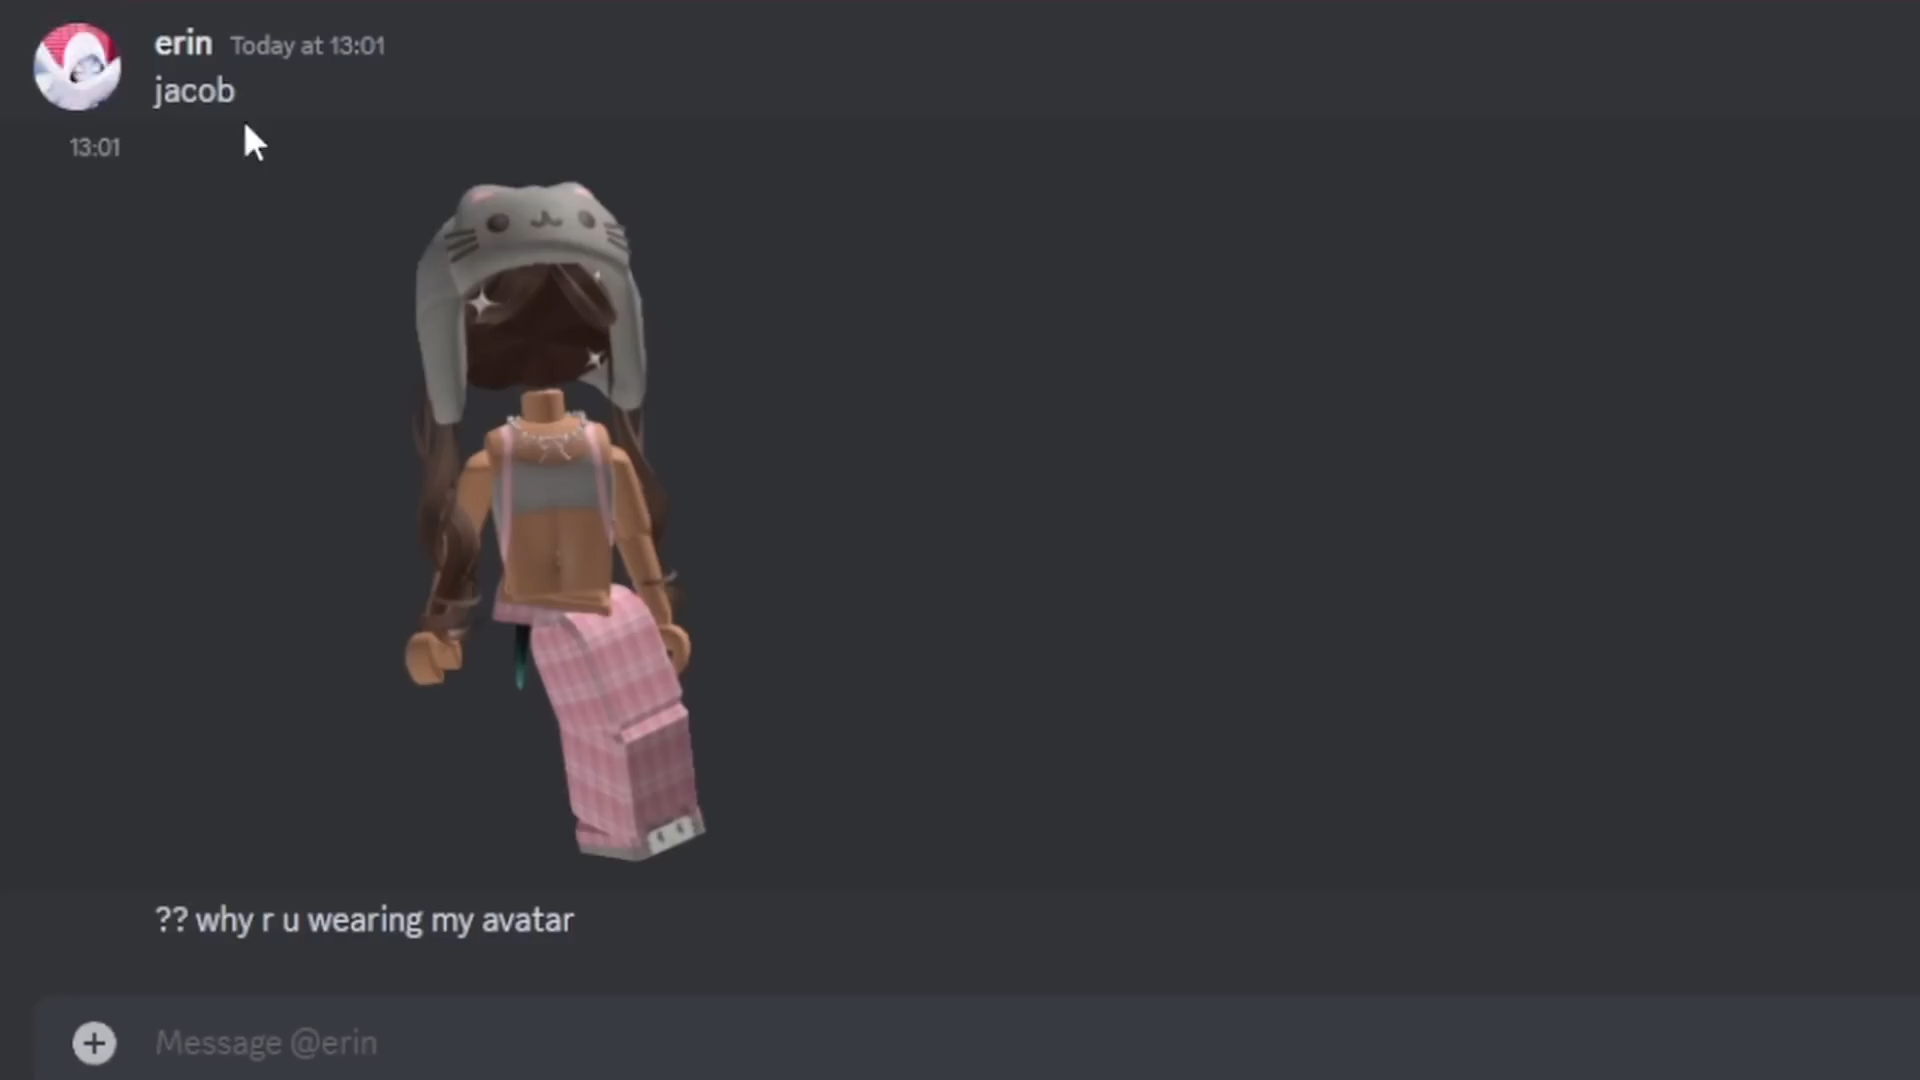 erin Today at 13:01
jacob
13:01
?? why r u wearing my avatar
Message @erin